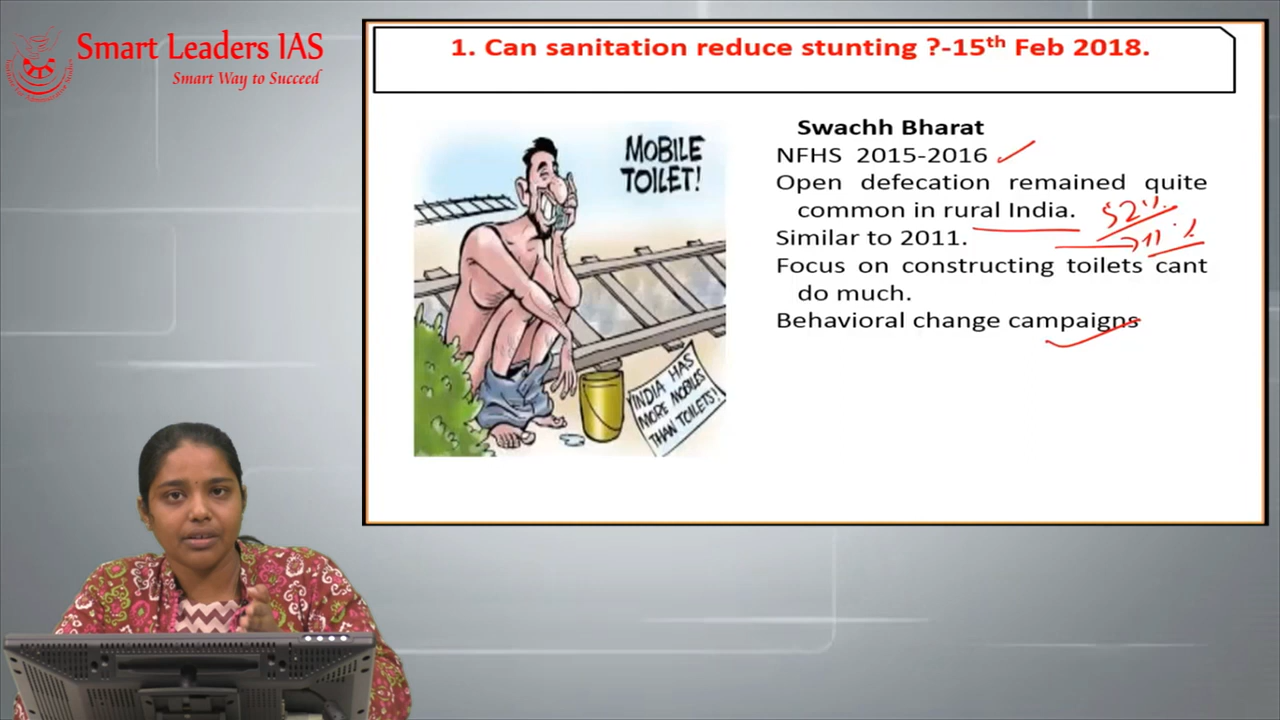 Smart Leaders IAS
Smart Way to Succeed
1. Can sanitation reduce stunting ?-15th Feb 2018.
MOBILE
TOILET!
INDIA HAS
MORE MOBILES
THAN TOILETS!
Swachh Bharat
NFHS 2015-2016
Open defecation remained quite
common in rural India.
52%
Similar to 2011.
11%
Focus on constructing toilets cant
do much.
Behavioral change campaigns